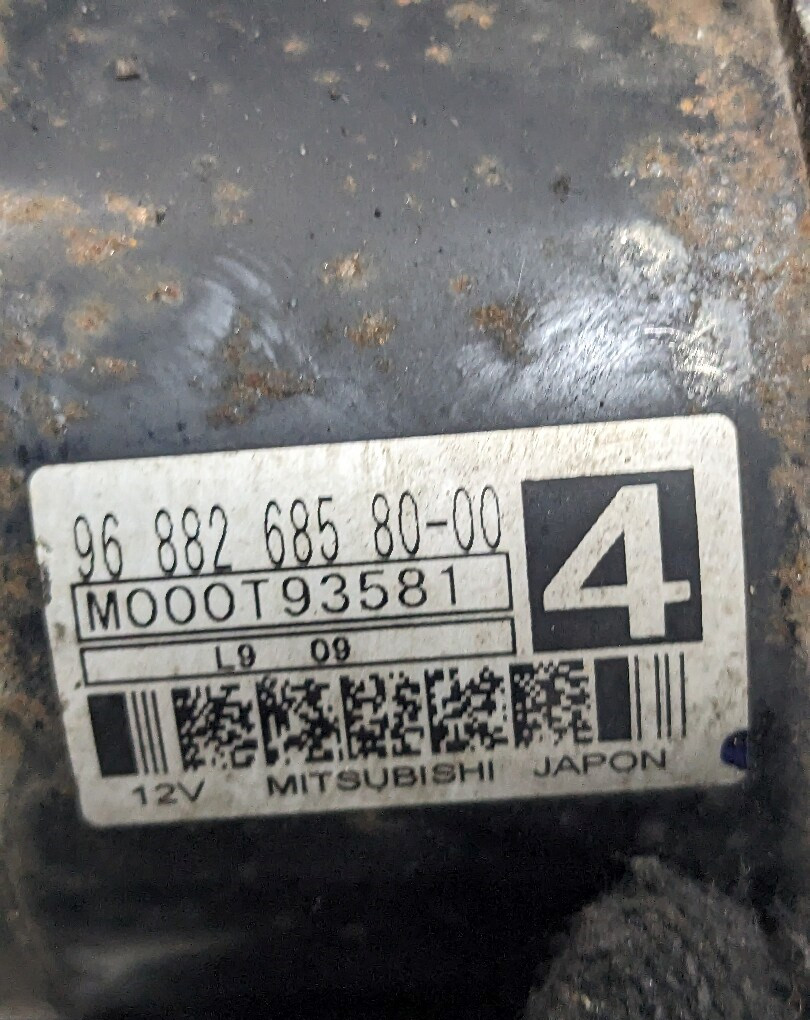 96 882 685 80-00
4
M000T93581
L9 09
12V MITSUBISHI JAPON